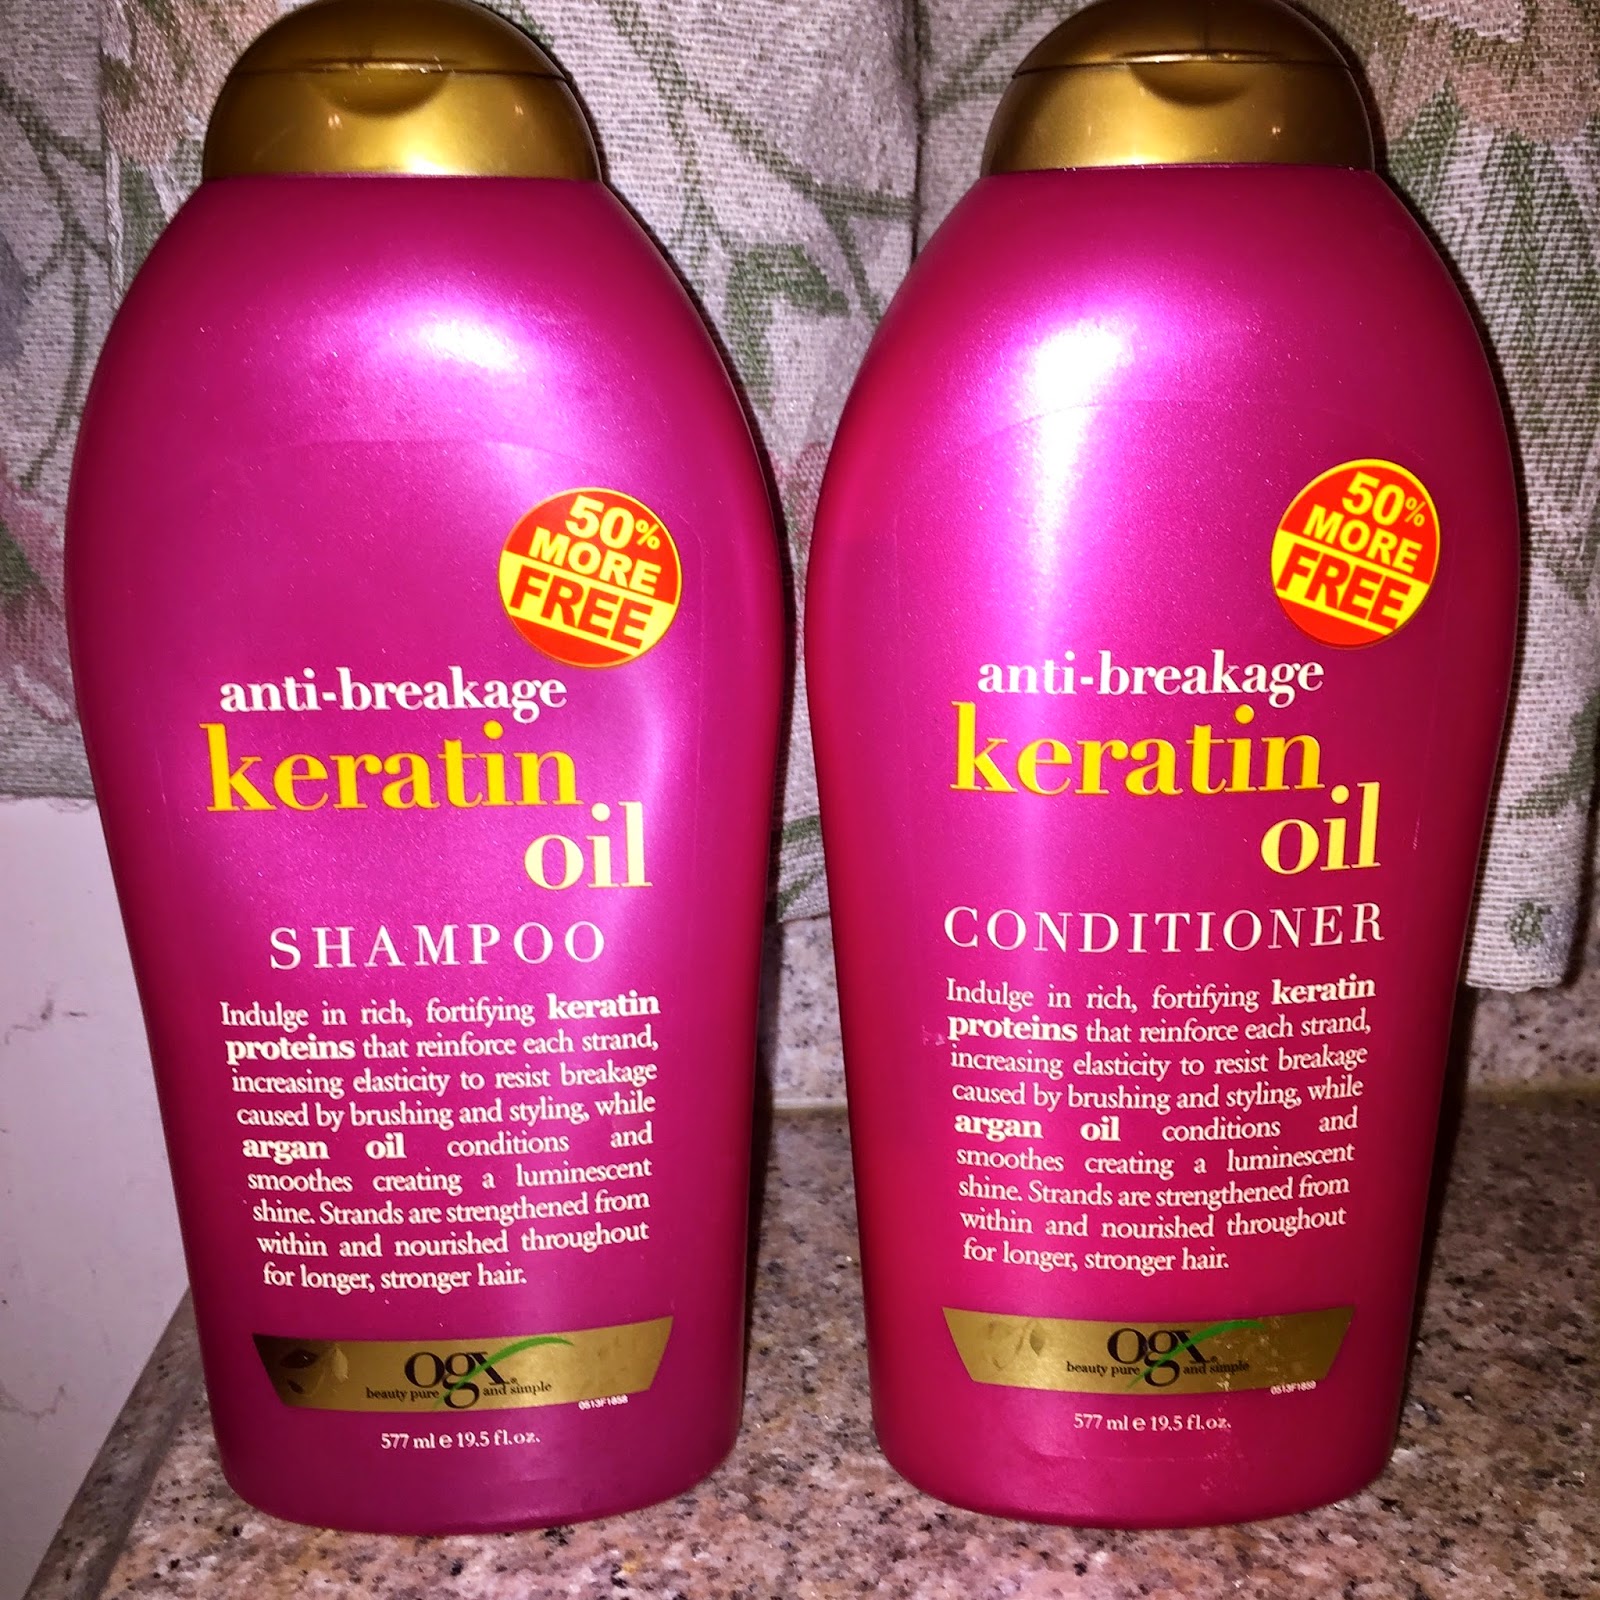 50%
MORE
FREE
anti-breakage
keratin
oil
SHAMPOO
Indulge in rich, fortifying keratin
proteins that reinforce each strand,
increasing elasticity to resist breakage
caused by brushing and styling, while
argan oil conditions and
smoothes creating a luminescent
shine. Strands are strengthened from
within and nourished throughout
for longer, stronger hair.
ogx®
beauty pure and simple
0513F1858
577 ml e 19.5 fl.oz.
50%
MORE
FREE
anti-breakage
keratin
oil
CONDITIONER
Indulge in rich, fortifying keratin
proteins that reinforce each strand,
increasing elasticity to resist breakage
caused by brushing and styling, while
argan oil conditions and
smoothes creating a luminescent
shine. Strands are strengthened from
within and nourished throughout
for longer, stronger hair.
ogx®
beauty pure and simple
0513F1859
577 ml e 19.5 fl.oz.